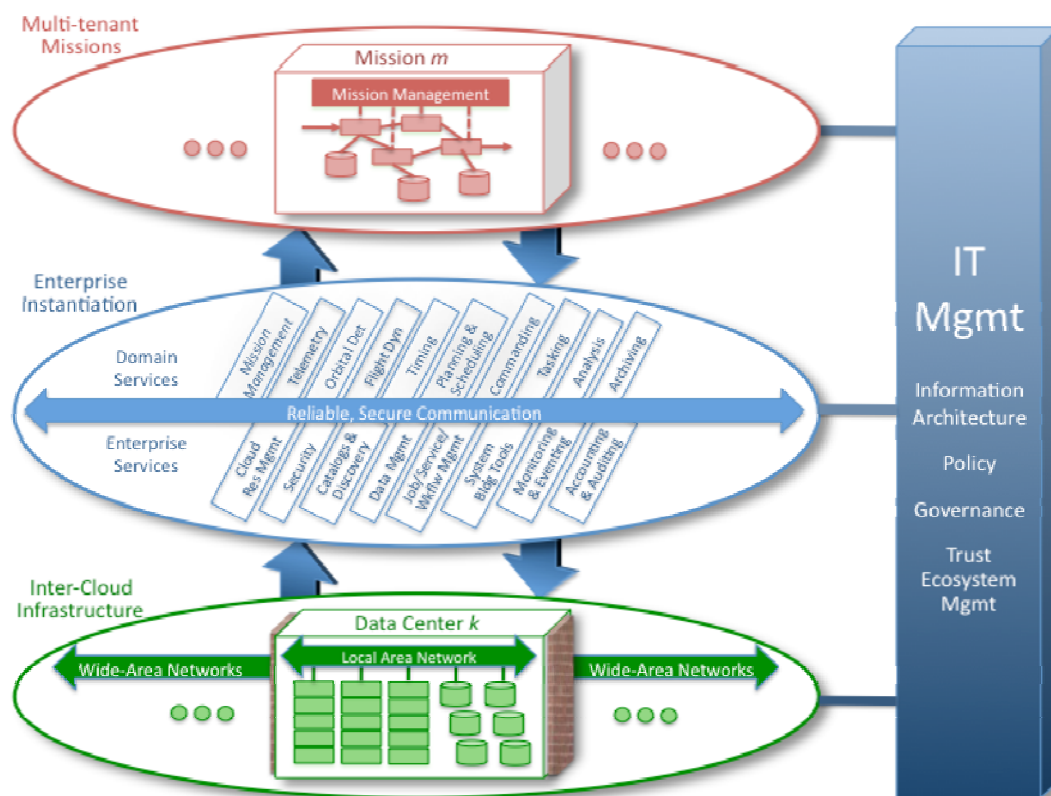 Multi-tenant
Missions
Mission m
Mission Management
Enterprise
Instantiation
Domain
Services
Mission
Management
Telemetry
Orbital Det
Flight Dyn
Timing
Planning &
Scheduling
Commanding
Tasking
Analysis
Archiving
Reliable, Secure Communication
Enterprise
Services
Cloud
Res Mgmt
Security
Catalogs &
Discovery
Data Mgmt
Job/Service/
Wkflw Mgmt
System
Bldg Tools
Monitoring
& Eventing
Accounting
& Auditing
Inter-Cloud
Infrastructure
Data Center k
Local Area Network
Wide-Area Networks
Wide-Area Networks
IT
Mgmt
Information
Architecture
Policy
Governance
Trust
Ecosystem
Mgmt